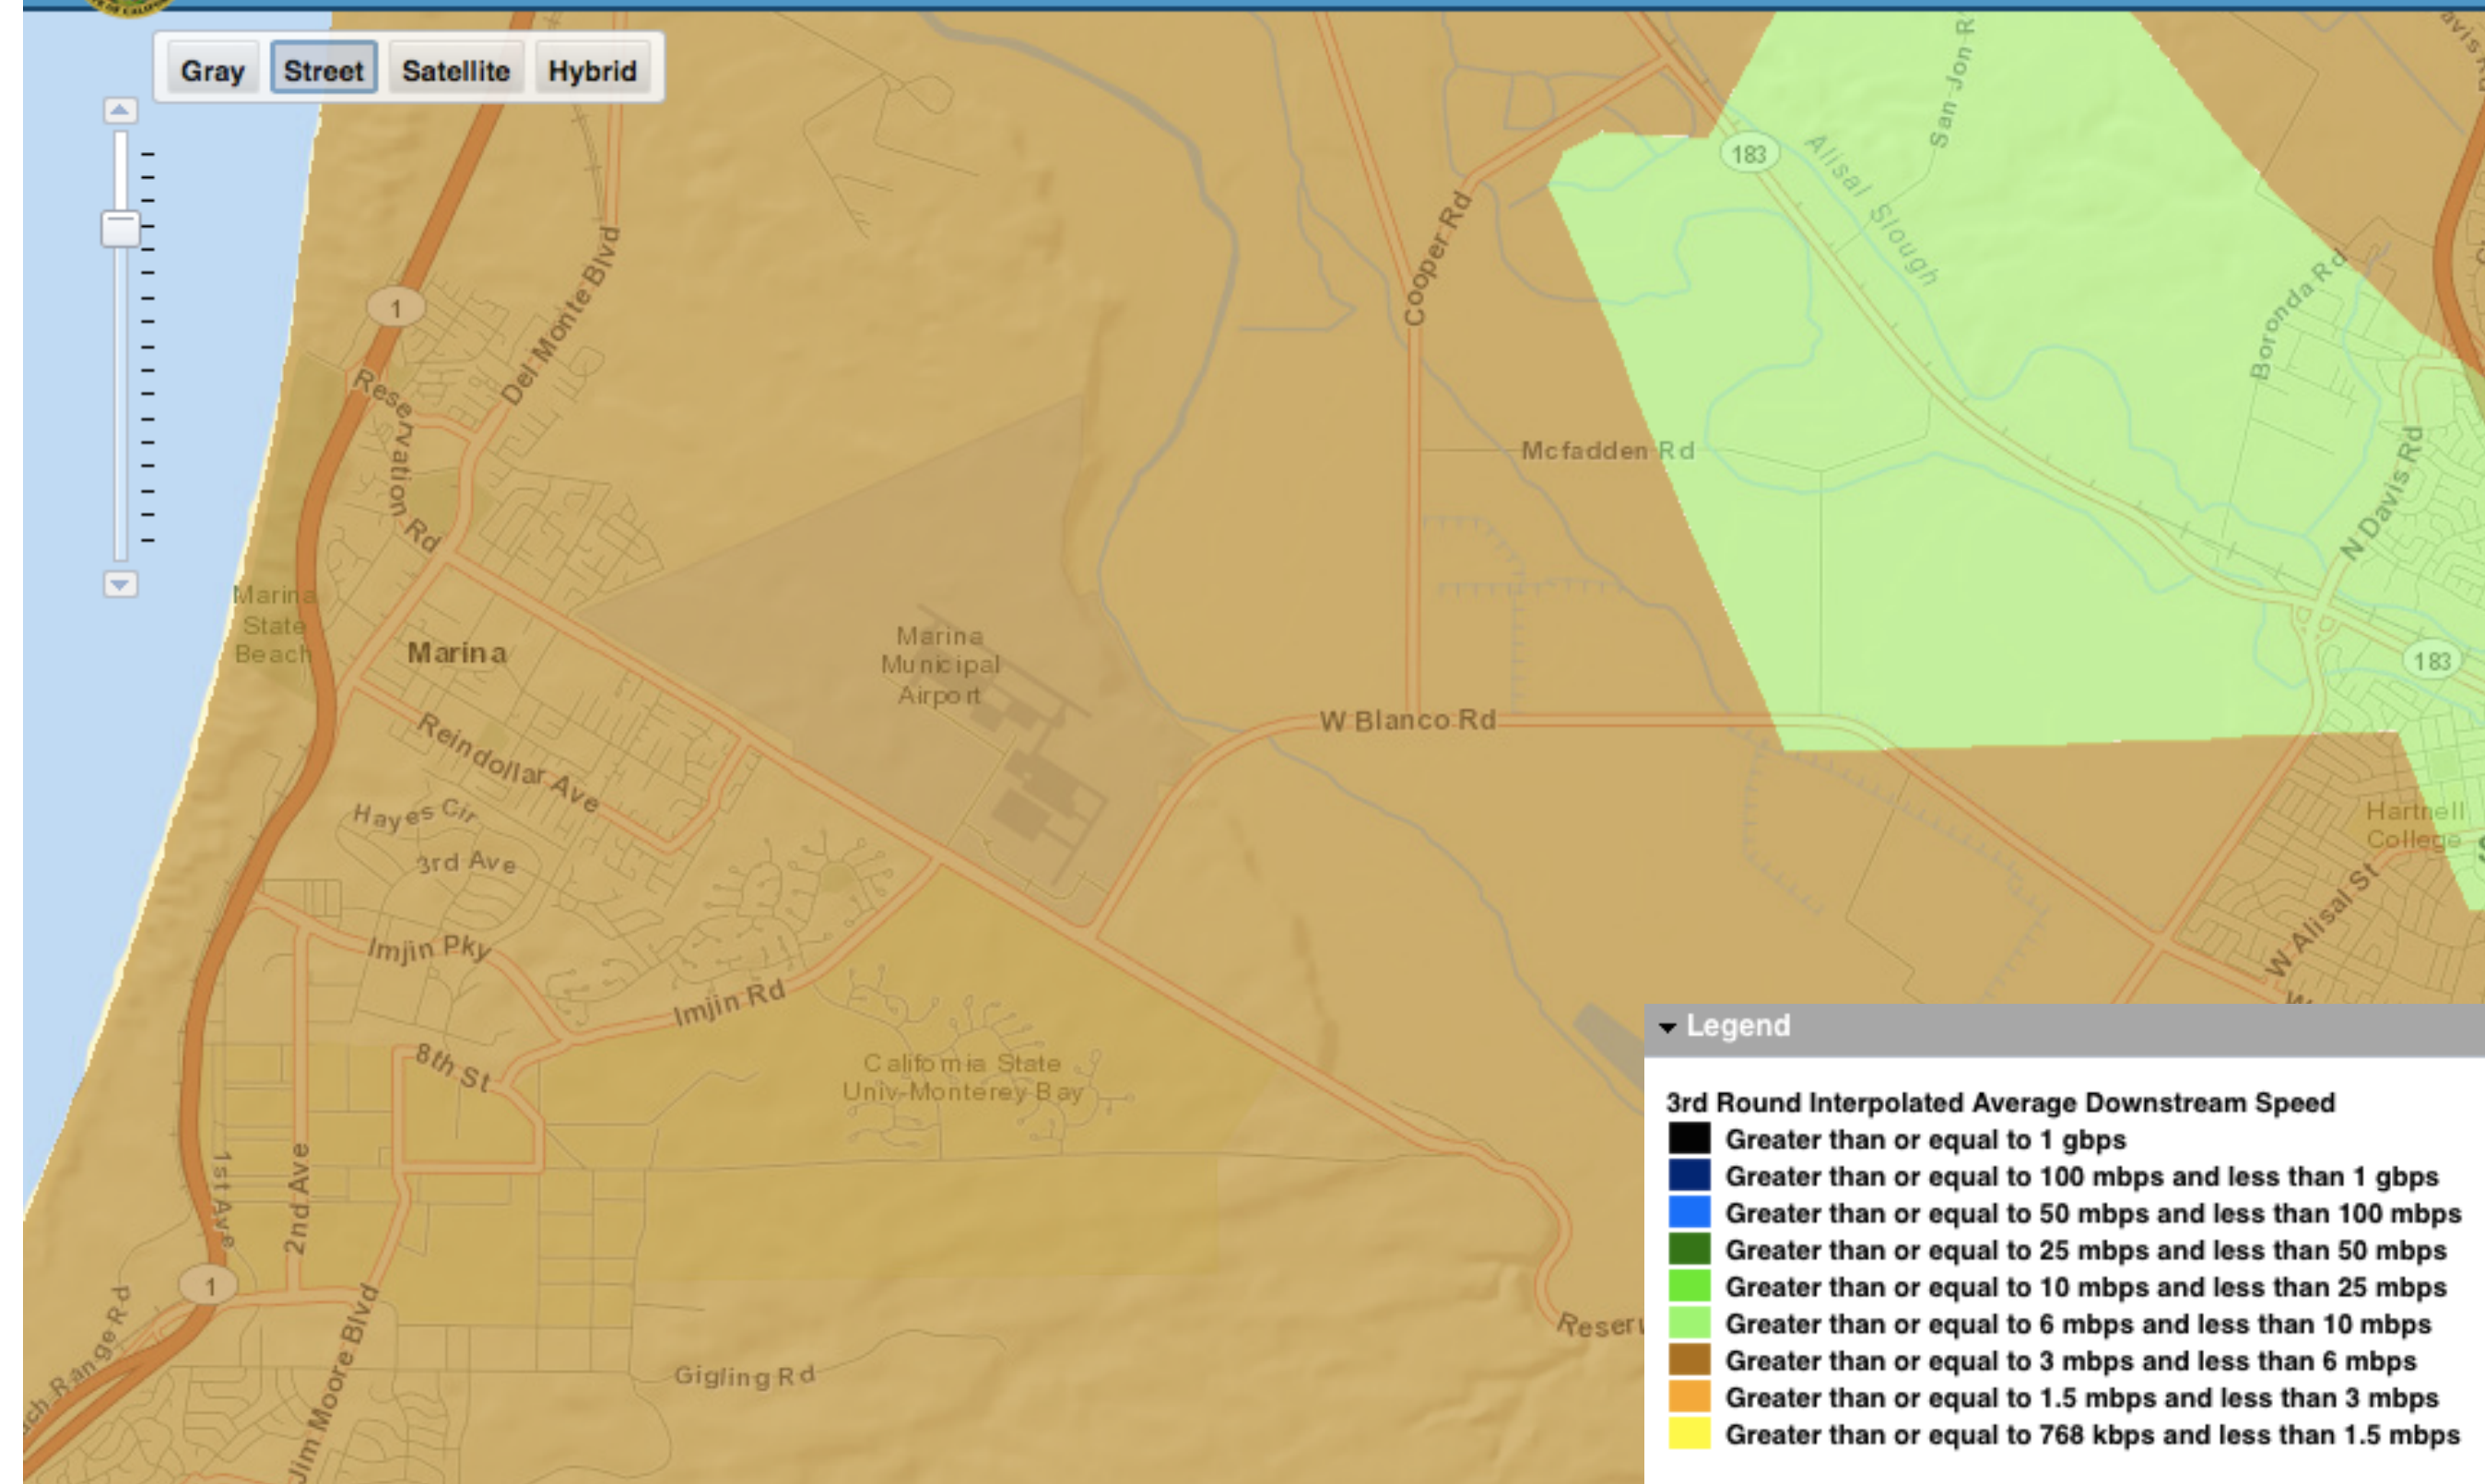 Gray Street Satellite Hybrid
1
Del Monte Blvd
Reservation Rd
Marina
State
Beach
Marina
Reindollar Ave
Hayes Cir
3rd Ave
Imjin Pky
Imjin Rd
8th St
1st Ave
2nd Ave
1
Jim Moore Blvd
Gigling Rd
California State
Univ-Monterey Bay
Marina
Municipal
Airport
Cooper Rd
183
Alisal Slough
San Jon R
Boronda Rd
Mcfadden Rd
N Davis Rd
W Blanco Rd
183
Hartnell
College
W Alisal St
Legend
3rd Round Interpolated Average Downstream Speed
Greater than or equal to 1 gbps
Greater than or equal to 100 mbps and less than 1 gbps
Greater than or equal to 50 mbps and less than 100 mbps
Greater than or equal to 25 mbps and less than 50 mbps
Greater than or equal to 10 mbps and less than 25 mbps
Greater than or equal to 6 mbps and less than 10 mbps
Greater than or equal to 3 mbps and less than 6 mbps
Greater than or equal to 1.5 mbps and less than 3 mbps
Greater than or equal to 768 kbps and less than 1.5 mbps